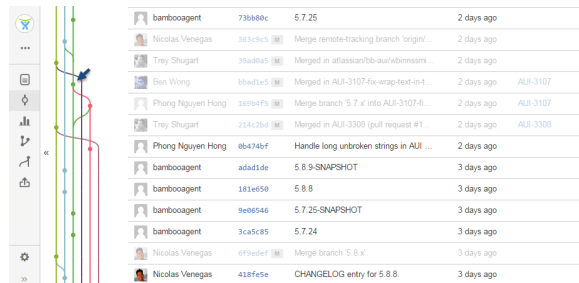 bambooagent 73bb80c 5.7.25 2 days ago
Nicolas Venegas 363c9c5 M Merge remote-tracking branch 'origin/... 2 days ago
Trey Shugart 39ad0a5 M Merged in atlassian/bb-aui/wbinnssmi... 2 days ago
Ben Wong bbad1e5 M Merged in AUI-3107-fix-wrap-text-in-t... 2 days ago AUI-3107
Phong Nguyen Hong 169b4f5 M Merge branch '5.7.x' into AUI-3107-fi... 2 days ago AUI-3107
Trey Shugart 214c2bd M Merged in AUI-3308 (pull request #1... 2 days ago AUI-3308
Phong Nguyen Hong 0b474bf Handle long unbroken strings in AUI ... 2 days ago
bambooagent adad1de 5.8.9-SNAPSHOT 3 days ago
bambooagent 181e650 5.8.8 3 days ago
bambooagent 9e06546 5.7.25-SNAPSHOT 3 days ago
bambooagent 3ca5c85 5.7.24 3 days ago
Nicolas Venegas 6f9edef M Merge branch '5.8.x' 3 days ago
Nicolas Venegas 418fe5e CHANGELOG entry for 5.8.8. 3 days ago